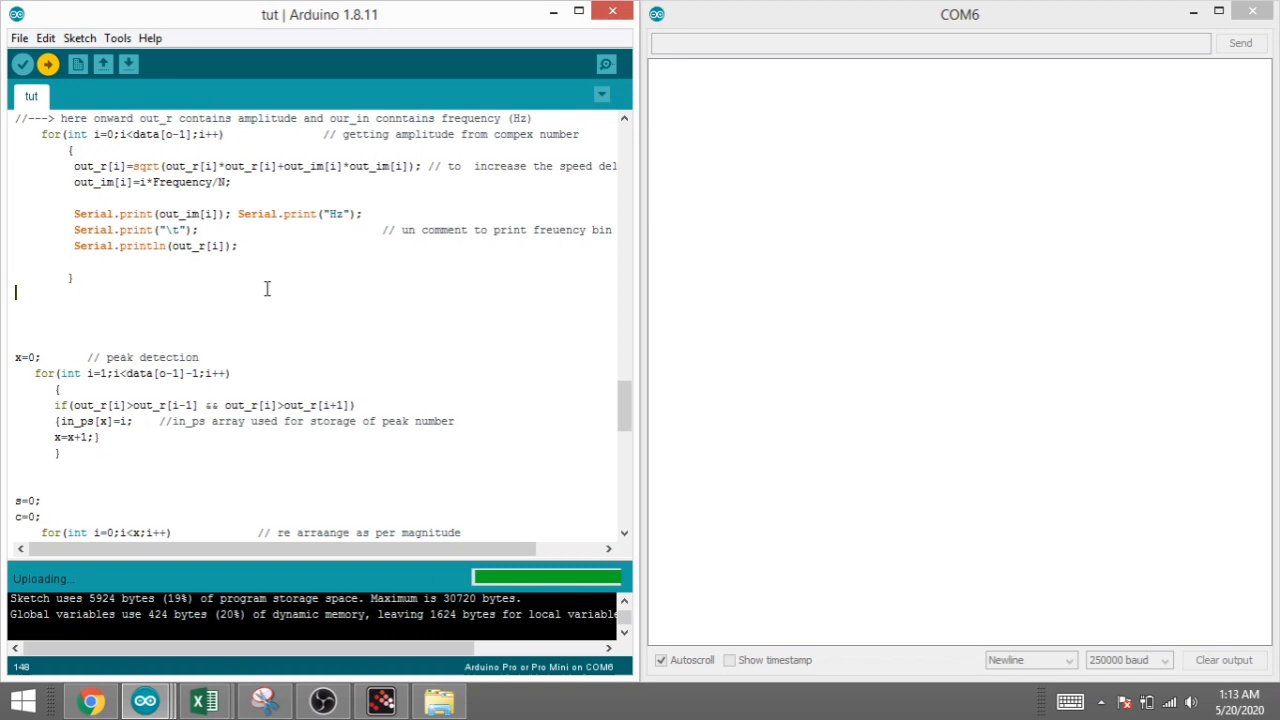 tut | Arduino 1.8.11
File Edit Sketch Tools Help
tut
//---> here onward out_r contains amplitude and our_in conntains frequency (Hz)
for(int i=0;i<data[o-1];i++) // getting amplitude from compex number
{
out_r[i]=sqrt(out_r[i]*out_r[i]+out_im[i]*out_im[i]); // to  increase the speed del
out_im[i]=i*Frequency/N;
Serial.print(out_im[i]); Serial.print("Hz");
Serial.print("\t"); // un comment to print freuency bin
Serial.println(out_r[i]);
}
x=0; // peak detection
for(int i=1;i<data[o-1]-1;i++)
{
if(out_r[i]>out_r[i-1] && out_r[i]>out_r[i+1])
{in_ps[x]=i; //in_ps array used for storage of peak number
x=x+1;}
}
s=0;
c=0;
for(int i=0;i<x;i++) // re arraange as per magnitude
Uploading...
Sketch uses 5924 bytes (19%) of program storage space. Maximum is 30720 bytes.
Global variables use 424 bytes (20%) of dynamic memory, leaving 1624 bytes for local variable
148
Arduino Pro or Pro Mini on COM6
COM6
Send
Autoscroll Show timestamp Newline 250000 baud Clear output
1:13 AM
5/20/2020